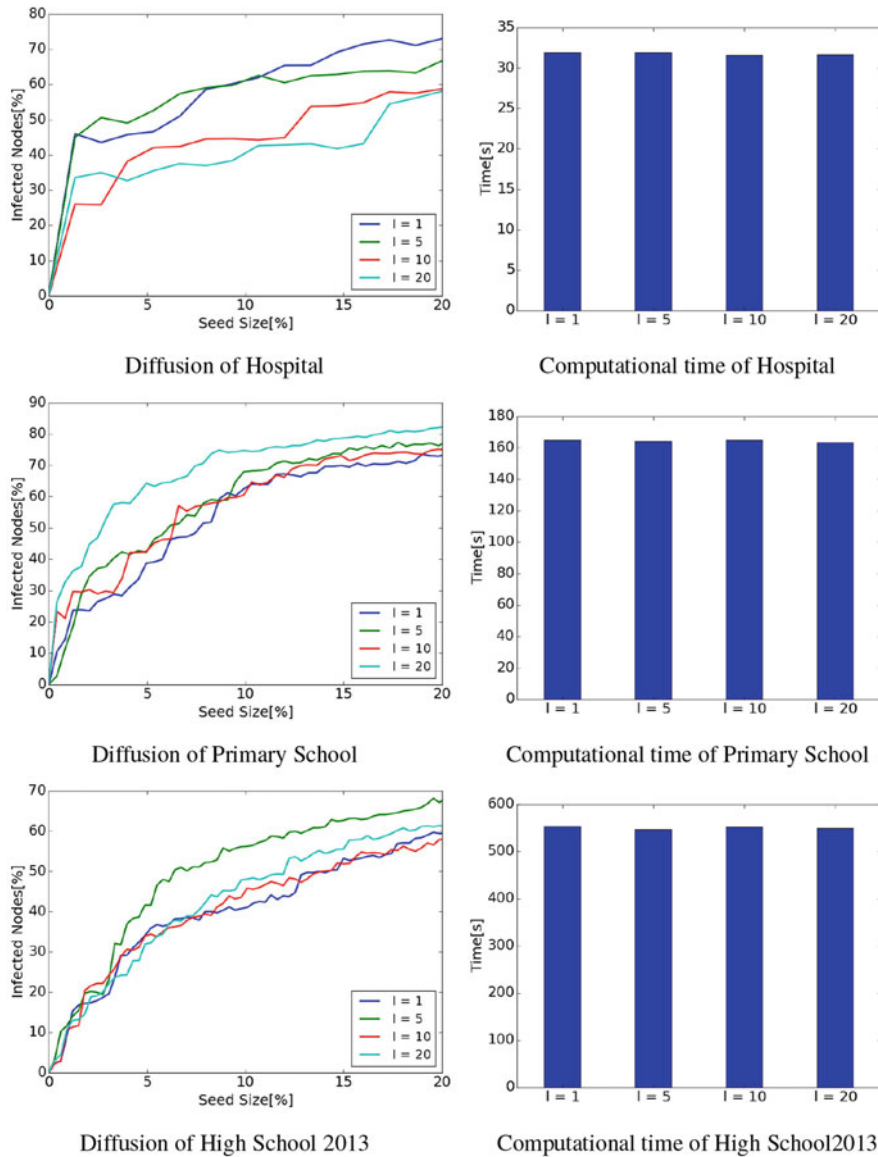 80
70
60
50
40
30
20
10
0
Infected Nodes[%]
0 5 10 15 20
Seed Size[%]
l = 1
l = 5
l = 10
l = 20
Diffusion of Hospital
35
30
25
20
15
10
5
0
Time[s]
l = 1 l = 5 l = 10 l = 20
Computational time of Hospital
90
80
70
60
50
40
30
20
10
0
Infected Nodes[%]
0 5 10 15 20
Seed Size[%]
l = 1
l = 5
l = 10
l = 20
Diffusion of Primary School
180
160
140
120
100
80
60
40
20
0
Time[s]
l = 1 l = 5 l = 10 l = 20
Computational time of Primary School
70
60
50
40
30
20
10
0
Infected Nodes[%]
0 5 10 15 20
Seed Size[%]
l = 1
l = 5
l = 10
l = 20
Diffusion of High School 2013
600
500
400
300
200
100
0
Time[s]
l = 1 l = 5 l = 10 l = 20
Computational time of High School2013